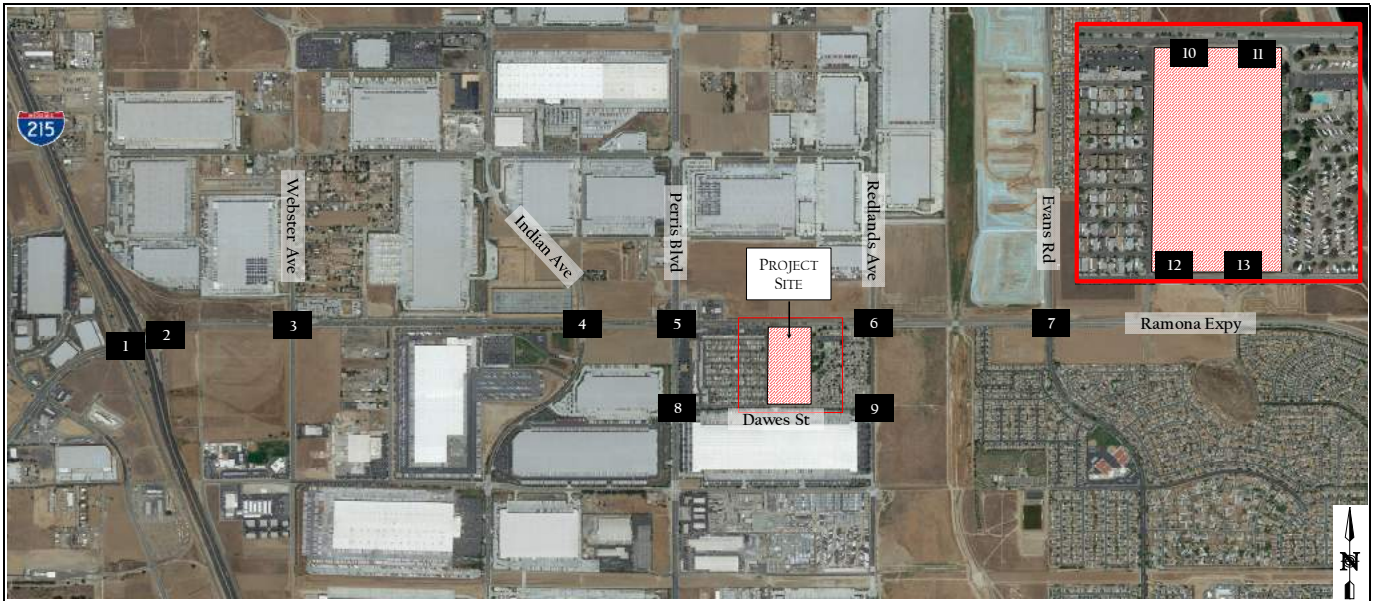 10
11
215
Webster Ave
Indian Ave
Perris Blvd
Redlands Ave
Evans Rd
PROJECT
SITE
12
13
1
2
3
4
5
6
7
Ramona Expy
8
9
Dawes St
N